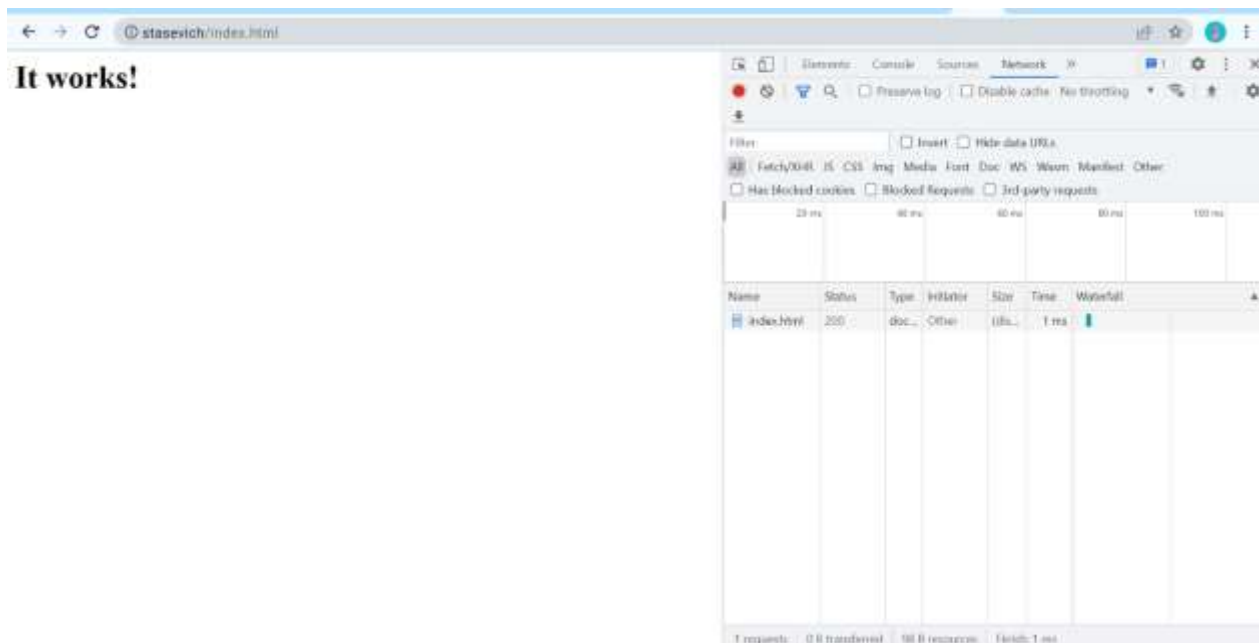 stasevich/index.html
It works!
Elements Console Sources Network 1
Preserve log Disable cache No throttling
Filter Invert Hide data URLs
All Fetch/XHR JS CSS Img Media Font Doc WS Wasm Manifest Other
Has blocked cookies Blocked Requests 3rd-party requests
20 ms 40 ms 60 ms 80 ms 100 ms
Name Status Type Initiator Size Time Waterfall
index.html 200 doc... Other (dis... 1 ms
1 requests 0 B transferred 98 B resources Finish: 1 ms